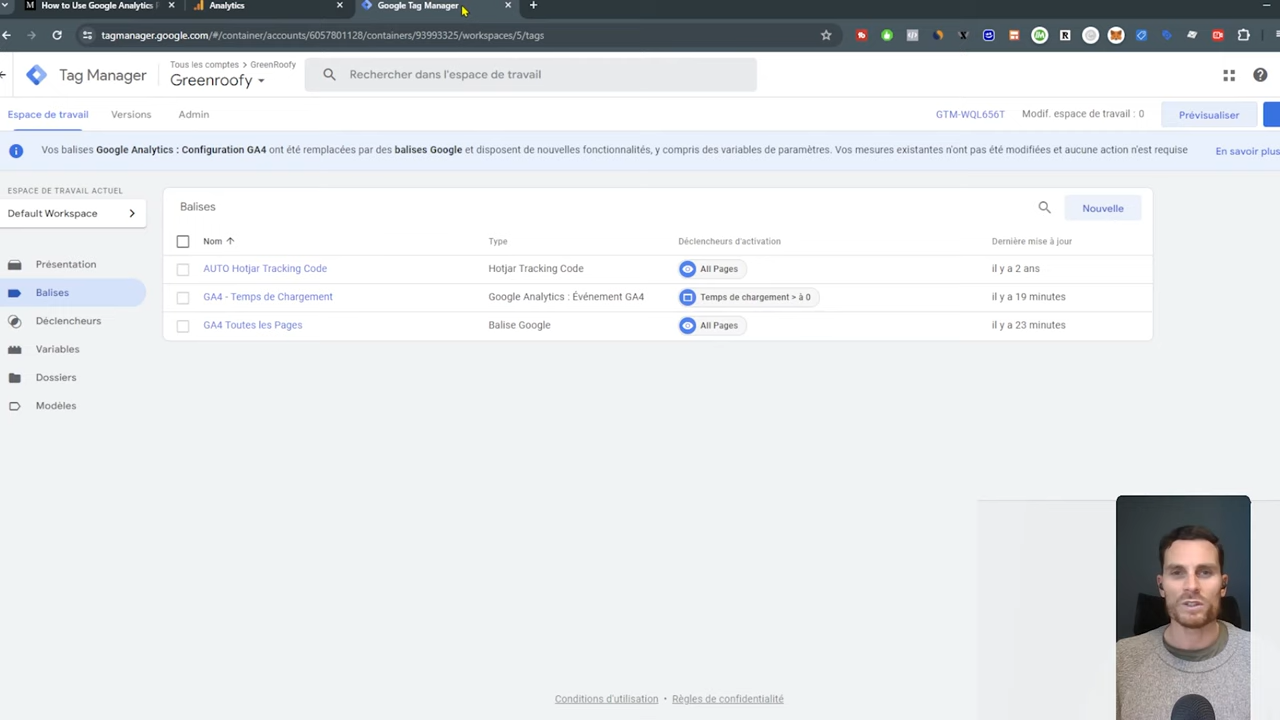 How to Use Google Analytics
Analytics
Google Tag Manager
tagmanager.google.com/#/container/accounts/6057801128/containers/93993325/workspaces/5/tags
Tag Manager
Tous les comptes > GreenRoofy
Greenroofy
Rechercher dans l'espace de travail
Espace de travail
Versions
Admin
GTM-WQL656T
Modif. espace de travail : 0
Prévisualiser
Vos balises Google Analytics : Configuration GA4 ont été remplacées par des balises Google et disposent de nouvelles fonctionnalités, y compris des variables de paramètres. Vos mesures existantes n'ont pas été modifiées et aucune action n'est requise
En savoir plus
ESPACE DE TRAVAIL ACTUEL
Default Workspace
Présentation
Balises
Déclencheurs
Variables
Dossiers
Modèles
Balises
Nouvelle
Nom Type Déclencheurs d'activation Dernière mise à jour
AUTO Hotjar Tracking Code Hotjar Tracking Code All Pages il y a 2 ans
GA4 - Temps de Chargement Google Analytics : Événement GA4 Temps de chargement > à 0 il y a 19 minutes
GA4 Toutes les Pages Balise Google All Pages il y a 23 minutes
Conditions d'utilisation • Règles de confidentialité